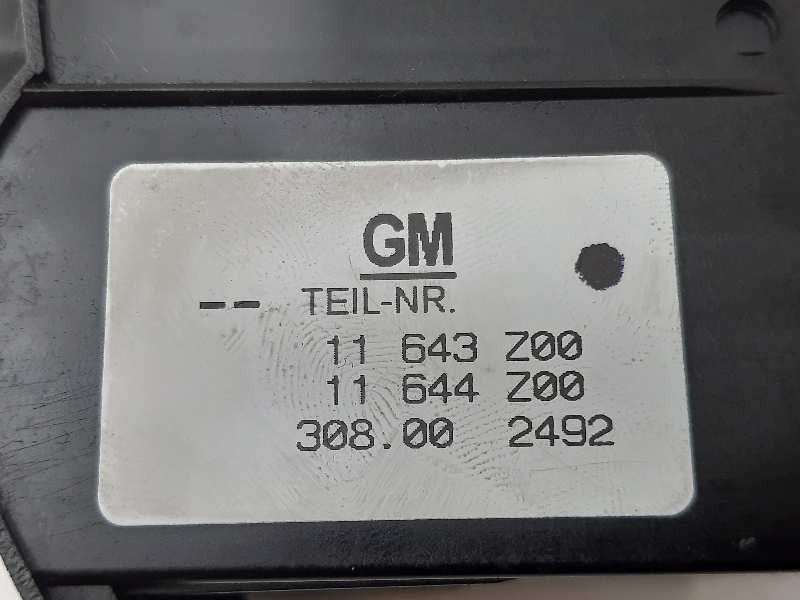 GM
-- TEIL-NR.
11 643 Z00
11 644 Z00
308.00 2492